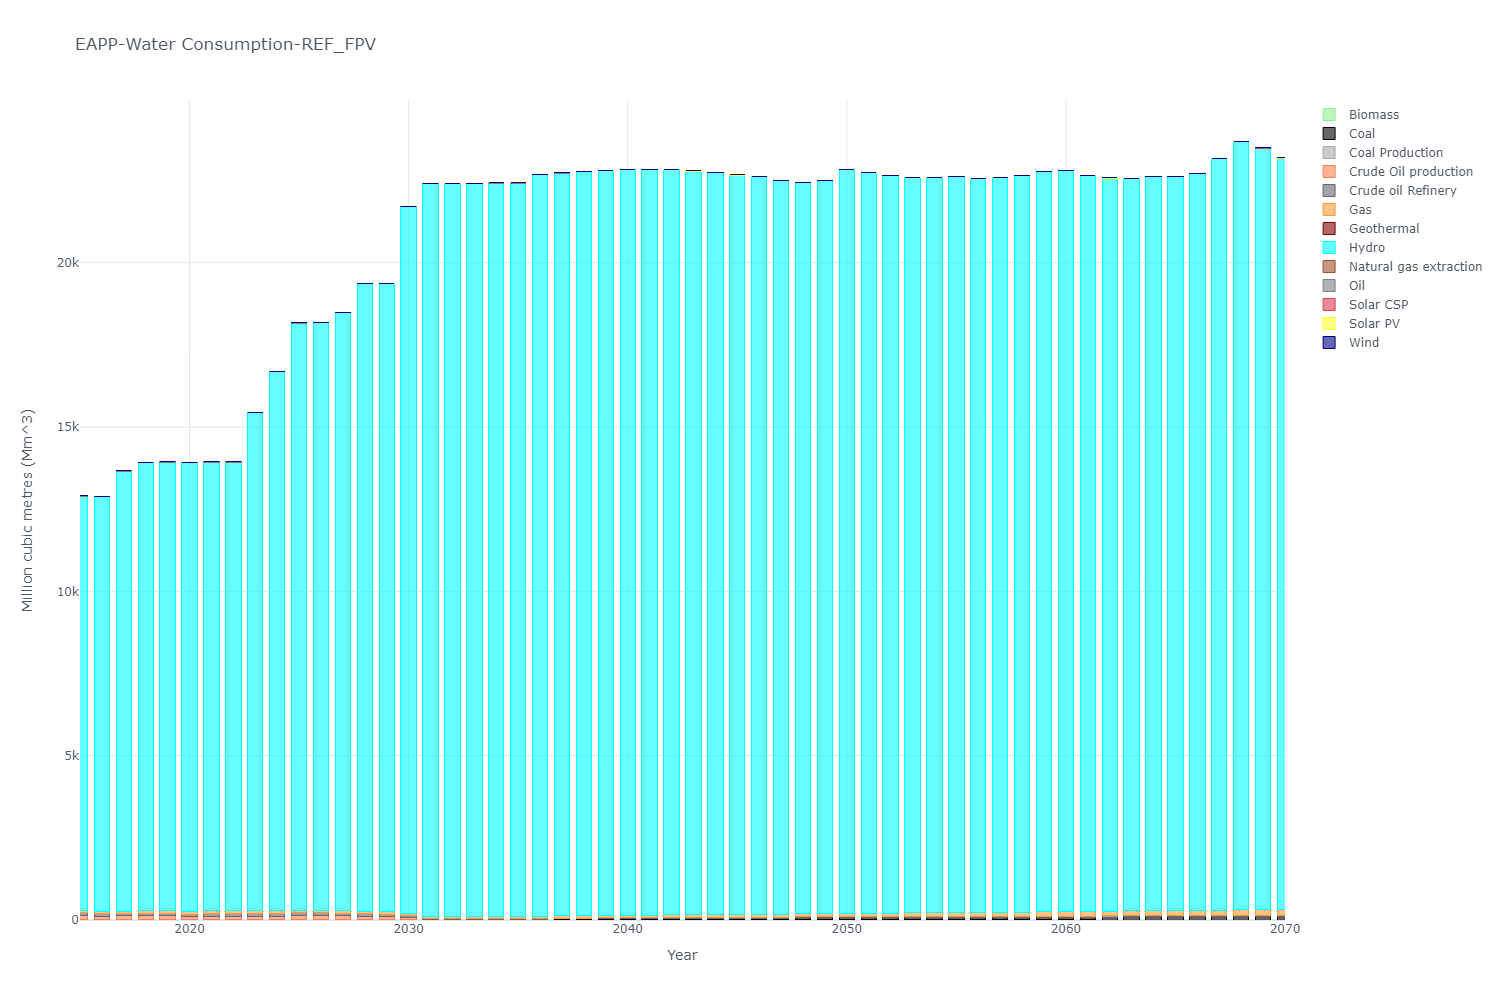 EAPP-Water Consumption-REF_FPV
Biomass
Coal
Coal Production
Crude Oil production
Crude oil Refinery
Gas
Geothermal
Hydro
Natural gas extraction
Oil
Solar CSP
Solar PV
Wind
Million cubic metres (Mm^3)
20k
15k
10k
5k
0
2020
2030
2040
2050
2060
2070
Year